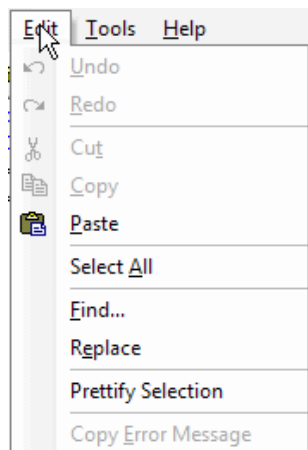 Edit Tools Help
Undo
Redo
Cut
Copy
Paste
Select All
Find...
Replace
Prettify Selection
Copy Error Message